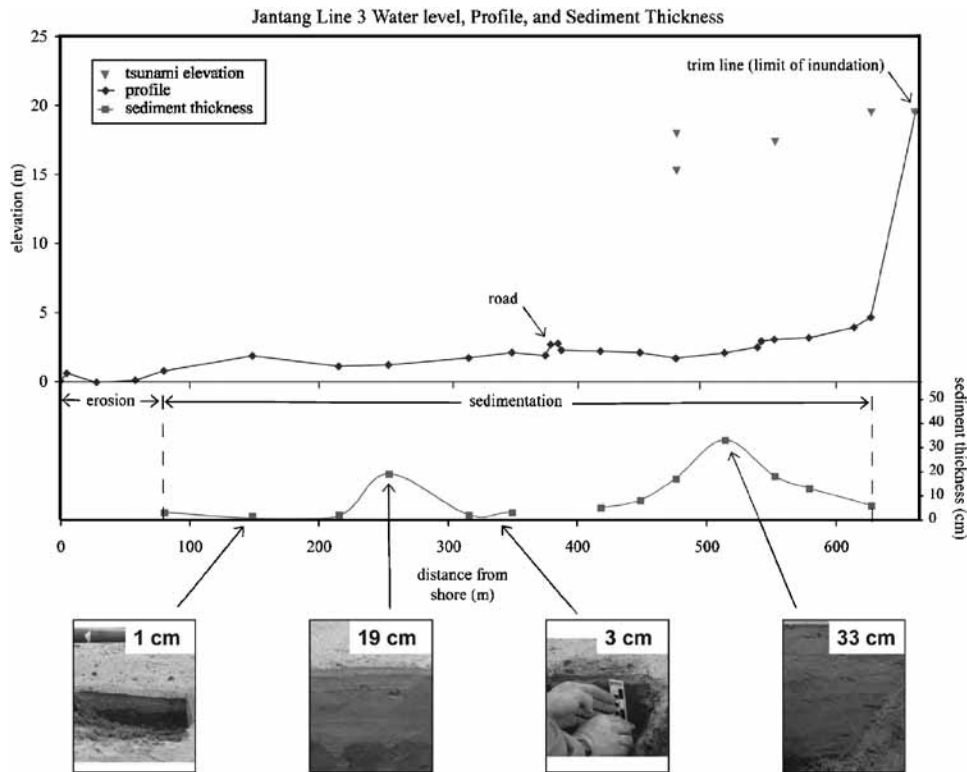 Jantang Line 3 Water level, Profile, and Sediment Thickness
25
20
15
10
5
0
elevation (m)
tsunami elevation
profile
sediment thickness
trim line (limit of inundation)
road
erosion
sedimentation
50
40
30
20
10
0
sediment thickness (cm)
0 100 200 300 400 500 600
distance from
shore (m)
1 cm
19 cm
3 cm
33 cm